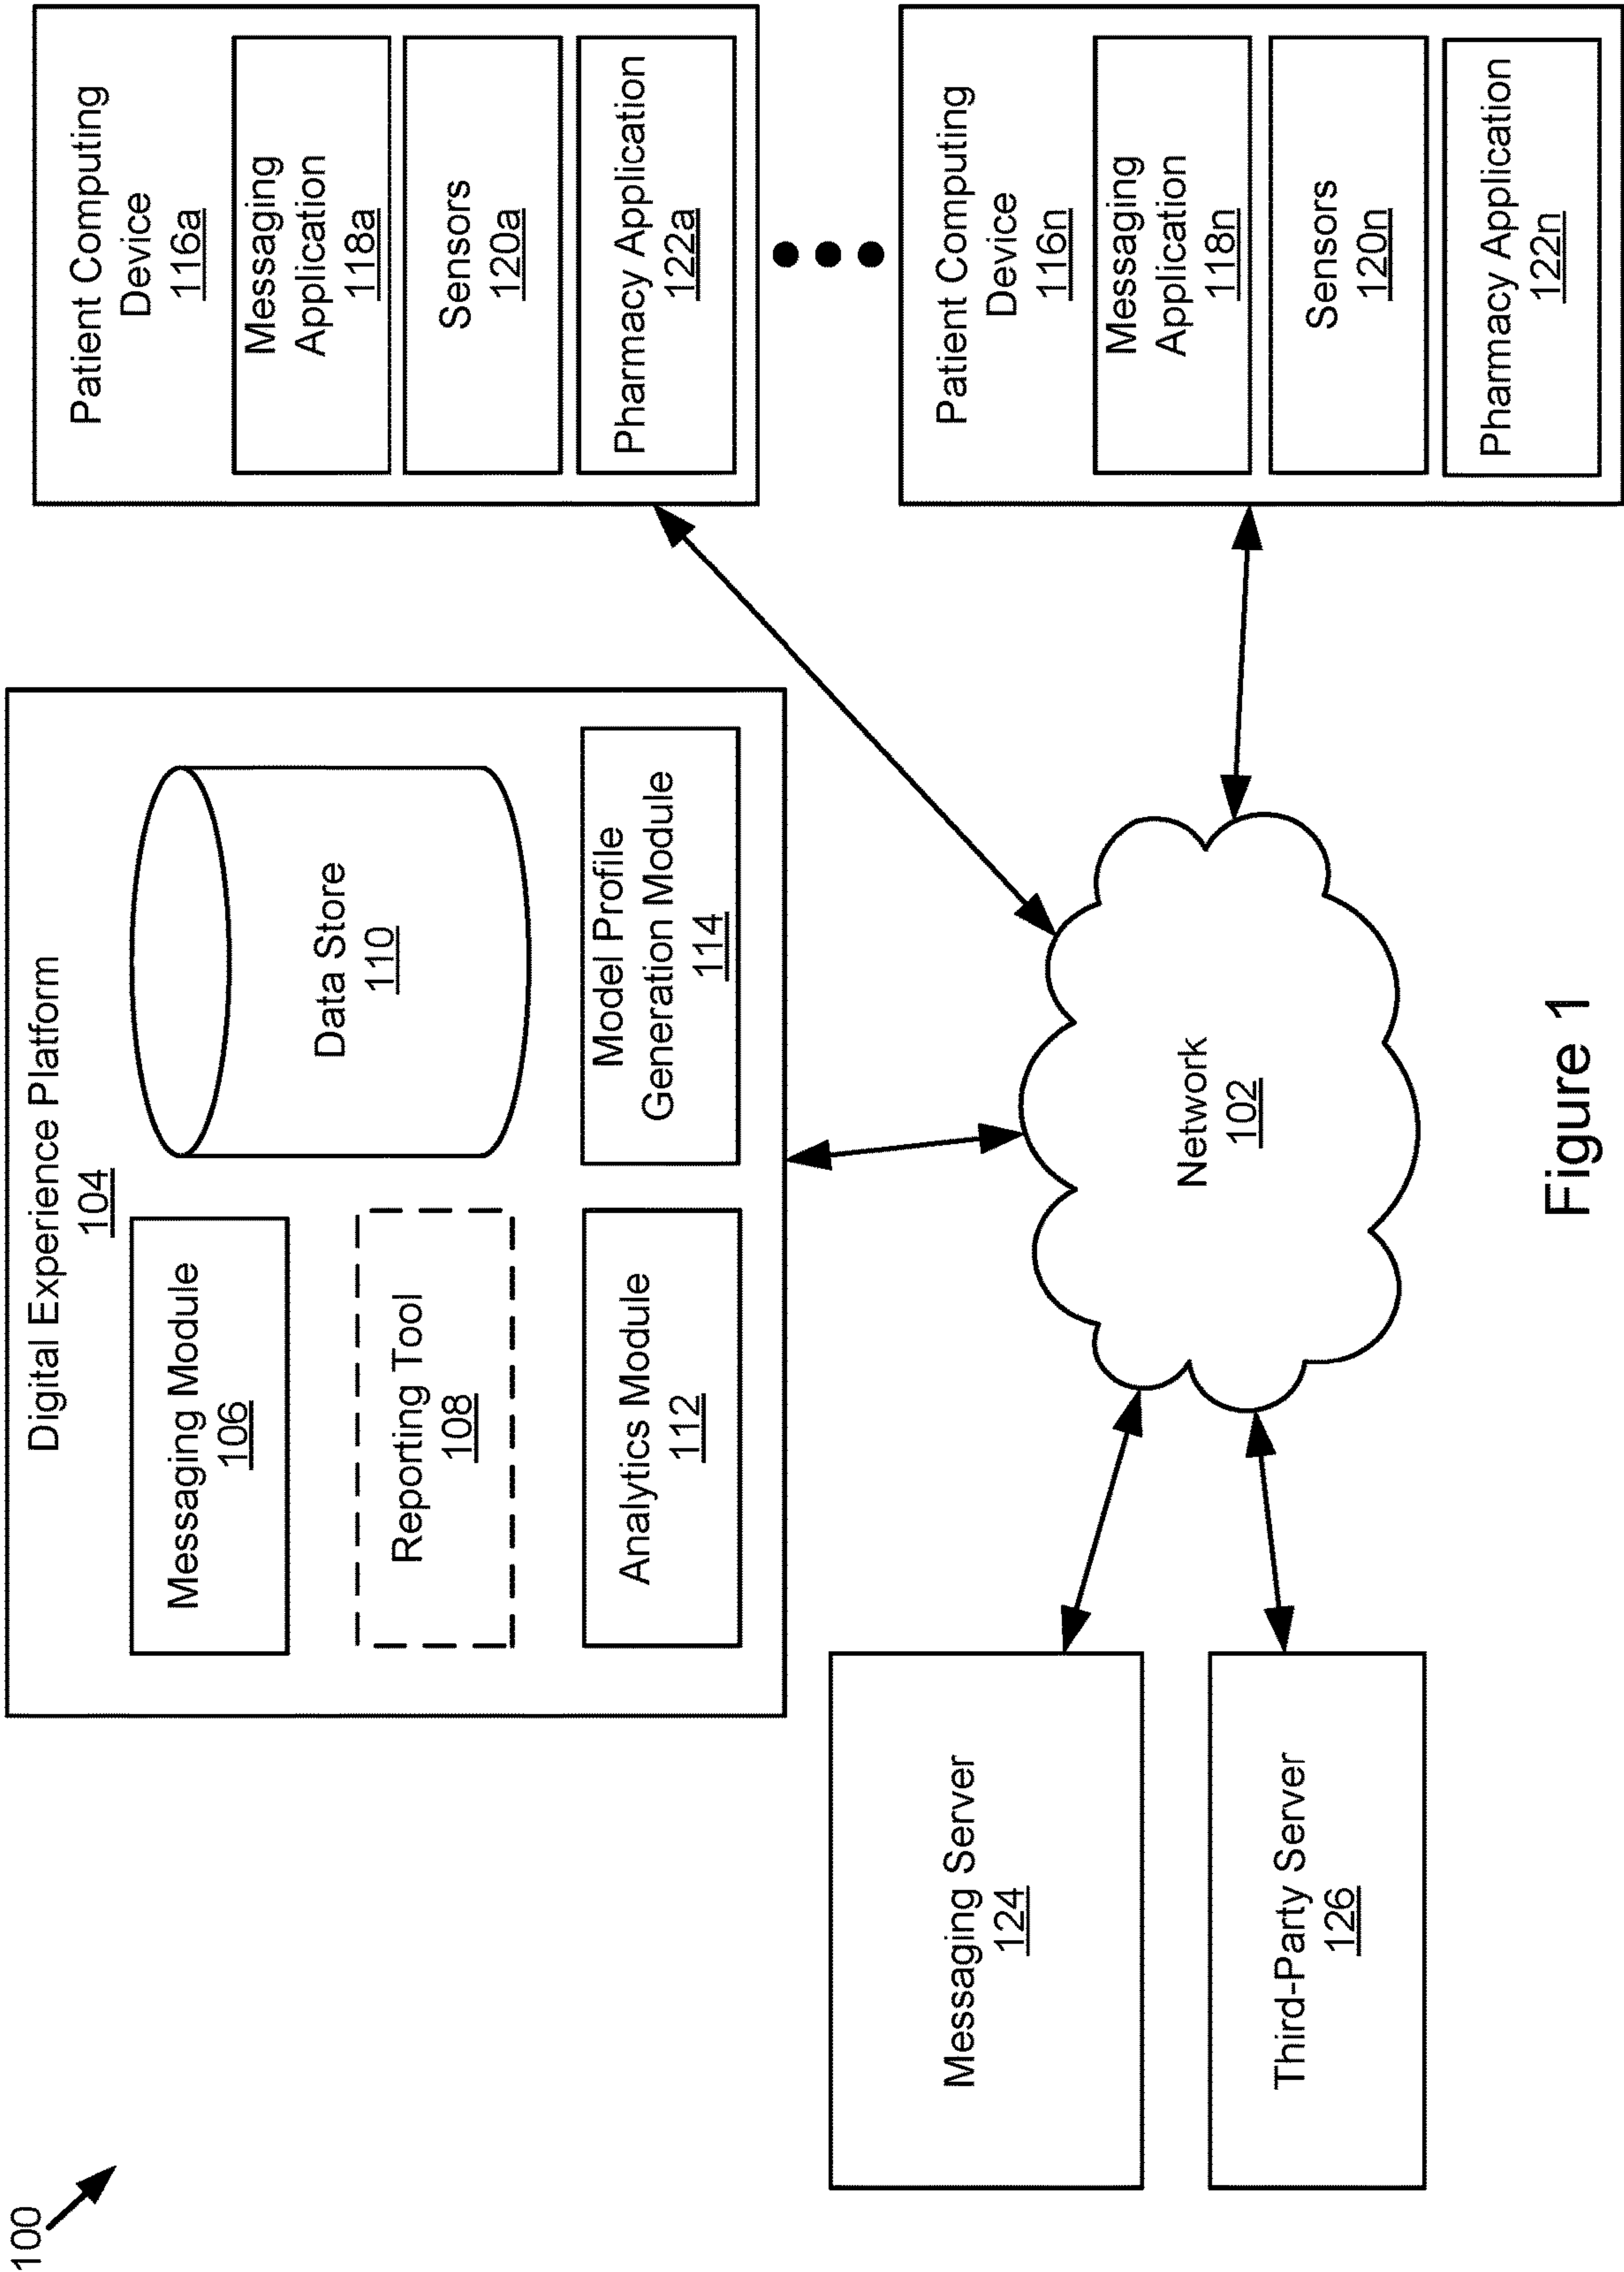 100
Digital Experience Platform
104
Messaging Module
106
Reporting Tool
108
Analytics Module
112
Data Store
110
Model Profile
Generation Module
114
Patient Computing
Device
116a
Messaging
Application
118a
Sensors
120a
Pharmacy Application
122a
Patient Computing
Device
116n
Messaging
Application
118n
Sensors
120n
Pharmacy Application
122n
Messaging Server
124
Third-Party Server
126
Network
102
Figure 1